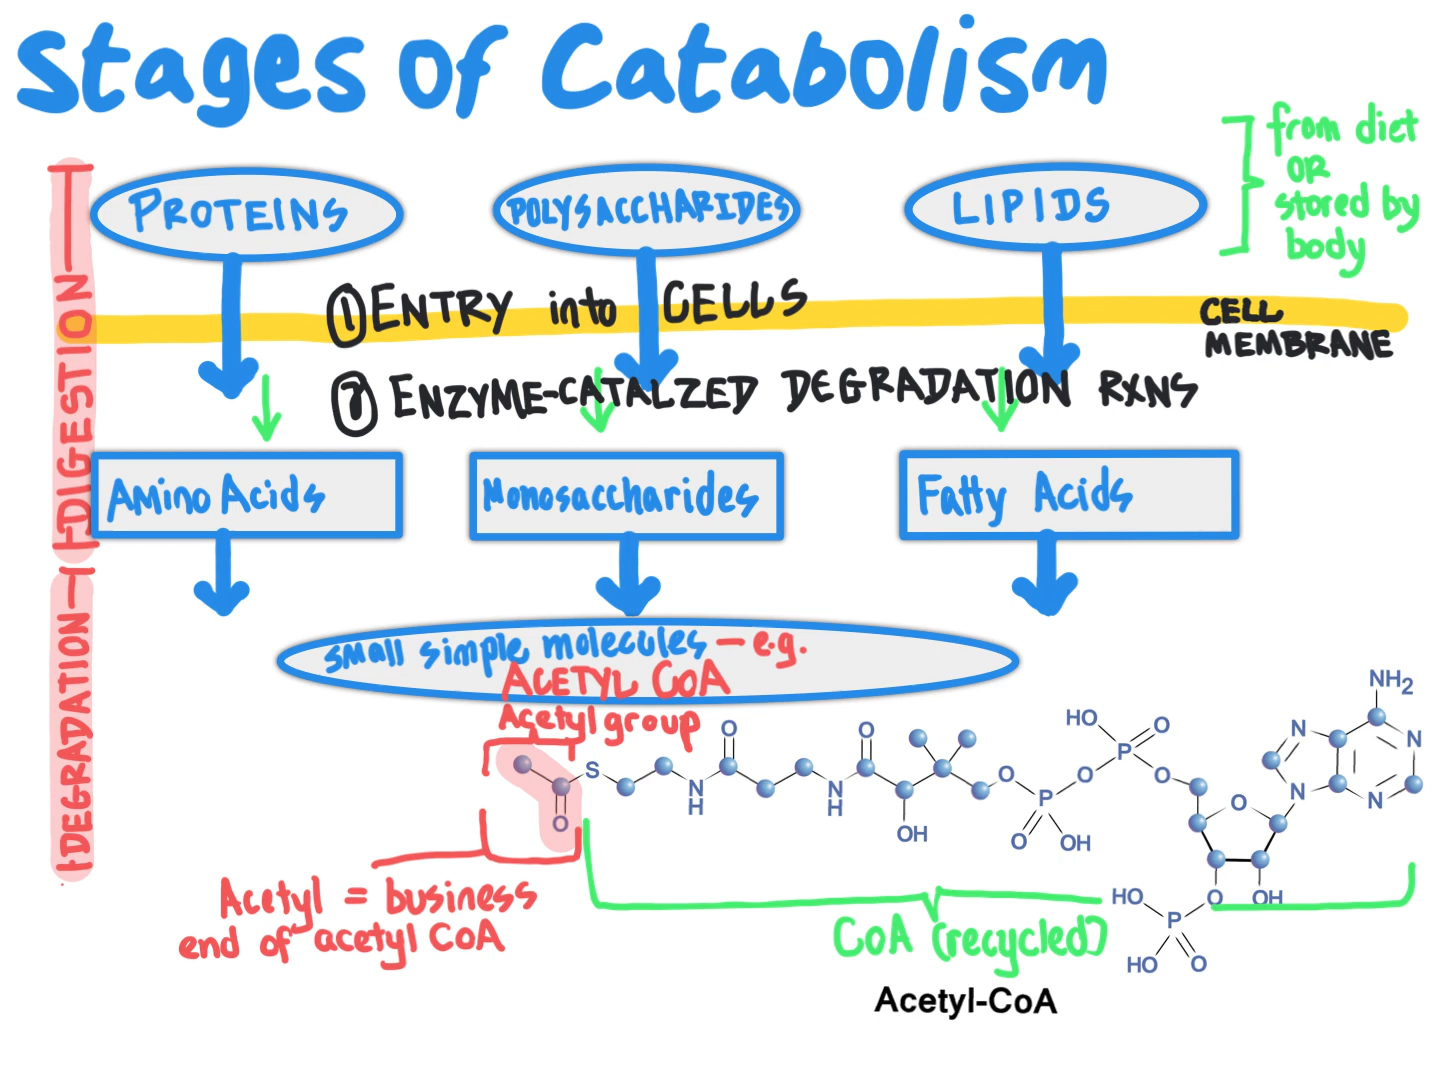 Stages of Catabolism
from diet
OR
stored by
body
PROTEINS
POLYSACCHARIDES
LIPIDS
① ENTRY into CELLS
CELL
MEMBRANE
② ENZYME-CATALZED DEGRADATION RXNS
DIGESTION
Amino Acids
Monosaccharides
Fatty Acids
DEGRADATION
small simple molecules — e.g.
ACETYL CoA
Acetyl group
NH2
HO
O
P
N
N
O
O
S
O
O
N
H
N
H
O
P
O
OH
OH
O
O
N
N
O
HO
O
OH
P
HO
O
Acetyl = business
end of acetyl CoA
CoA (recycled)
Acetyl-CoA